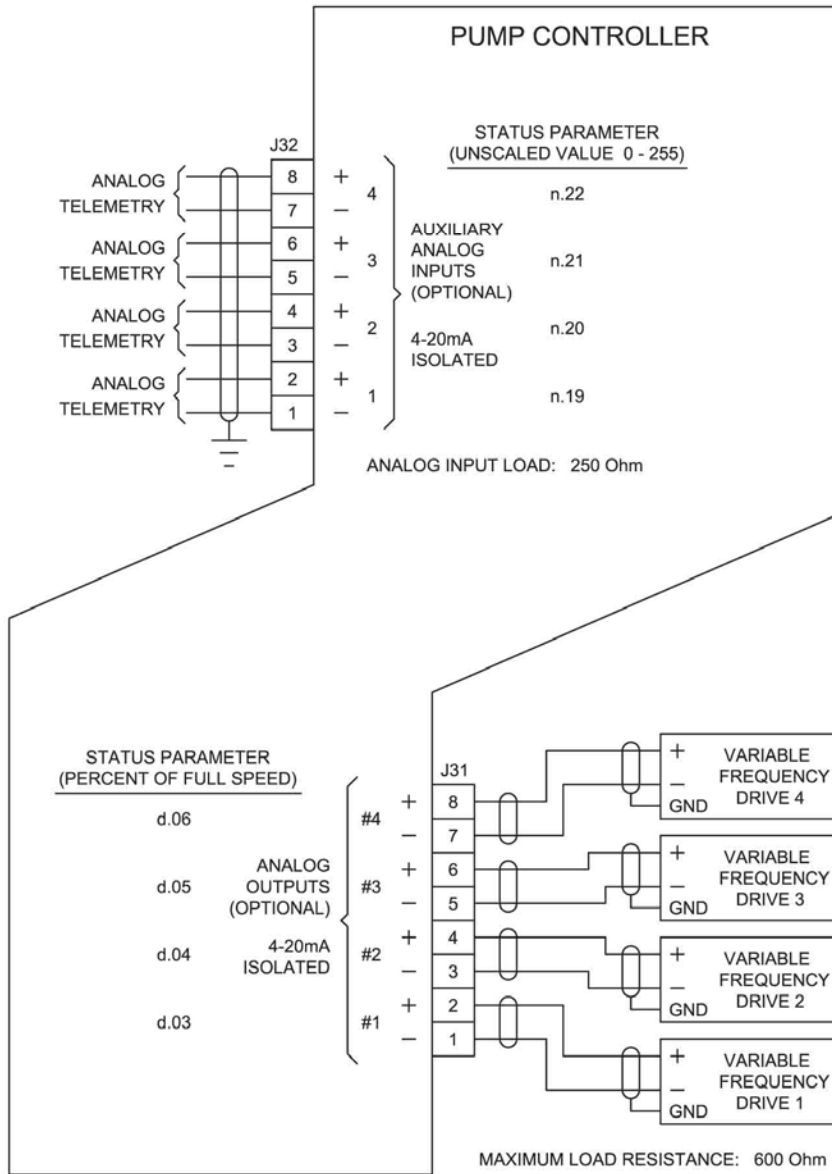 PUMP CONTROLLER
STATUS PARAMETER
(UNSCALED VALUE 0 - 255)
J32
ANALOG
TELEMETRY
8
7
+
−
4
n.22
ANALOG
TELEMETRY
6
5
+
−
3
n.21
ANALOG
TELEMETRY
4
3
+
−
2
n.20
ANALOG
TELEMETRY
2
1
+
−
1
n.19
AUXILIARY
ANALOG
INPUTS
(OPTIONAL)
4-20mA
ISOLATED
ANALOG INPUT LOAD: 250 Ohm
STATUS PARAMETER
(PERCENT OF FULL SPEED)
d.06
d.05
d.04
d.03
ANALOG
OUTPUTS
(OPTIONAL)
4-20mA
ISOLATED
J31
#4
+
−
8
7
#3
+
−
6
5
#2
+
−
4
3
#1
+
−
2
1
+
−
GND
VARIABLE
FREQUENCY
DRIVE 4
+
−
GND
VARIABLE
FREQUENCY
DRIVE 3
+
−
GND
VARIABLE
FREQUENCY
DRIVE 2
+
−
GND
VARIABLE
FREQUENCY
DRIVE 1
MAXIMUM LOAD RESISTANCE: 600 Ohm